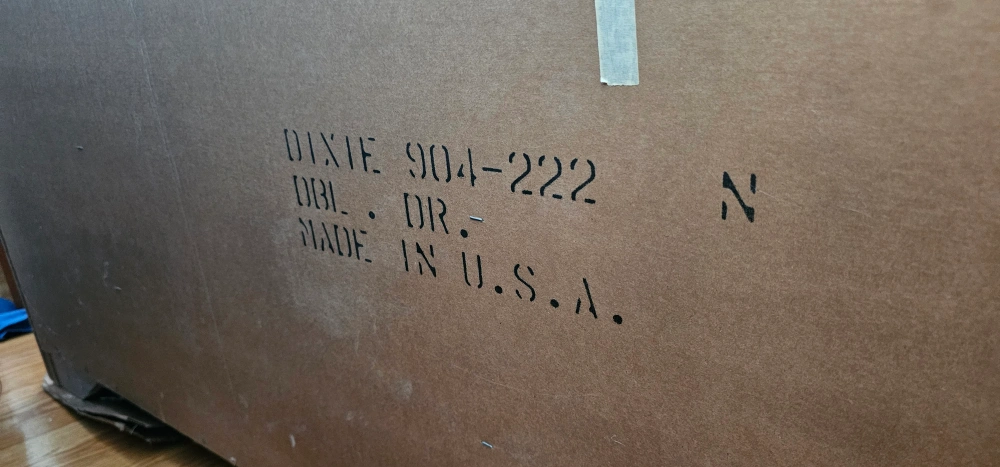 DIXIE 904-222 N
DBL. DR.
MADE IN U.S.A.